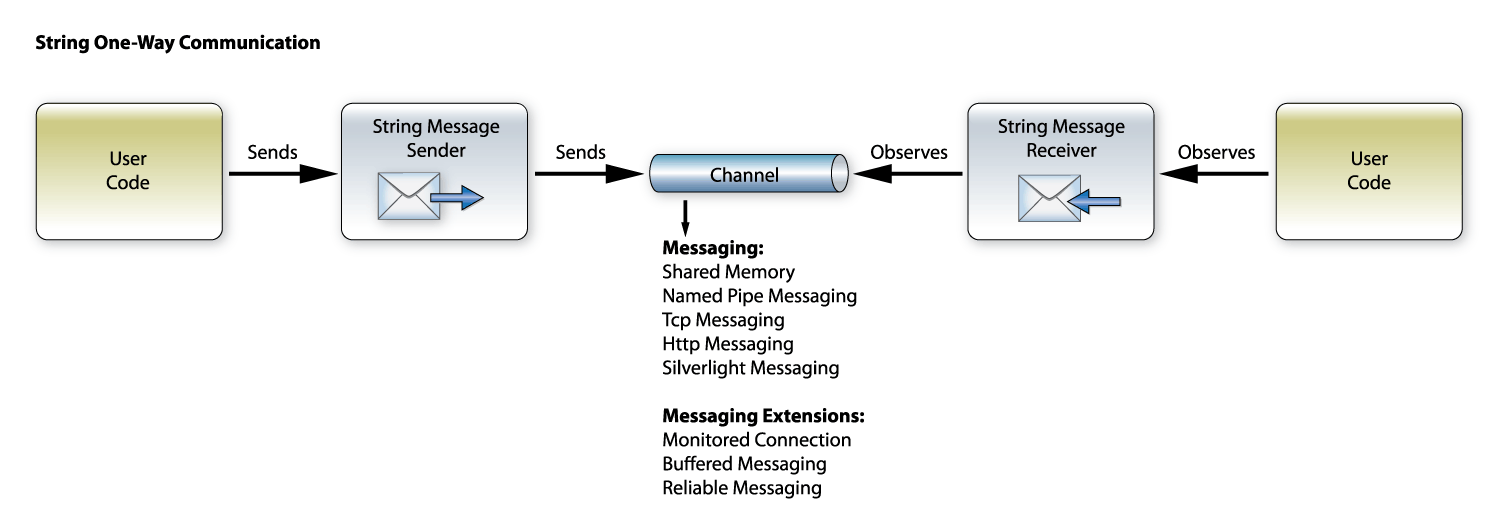 String One-Way Communication
User
Code
Sends
String Message
Sender
Sends
Channel
Observes
String Message
Receiver
Observes
User
Code
Messaging:
Shared Memory
Named Pipe Messaging
Tcp Messaging
Http Messaging
Silverlight Messaging
Messaging Extensions:
Monitored Connection
Buffered Messaging
Reliable Messaging